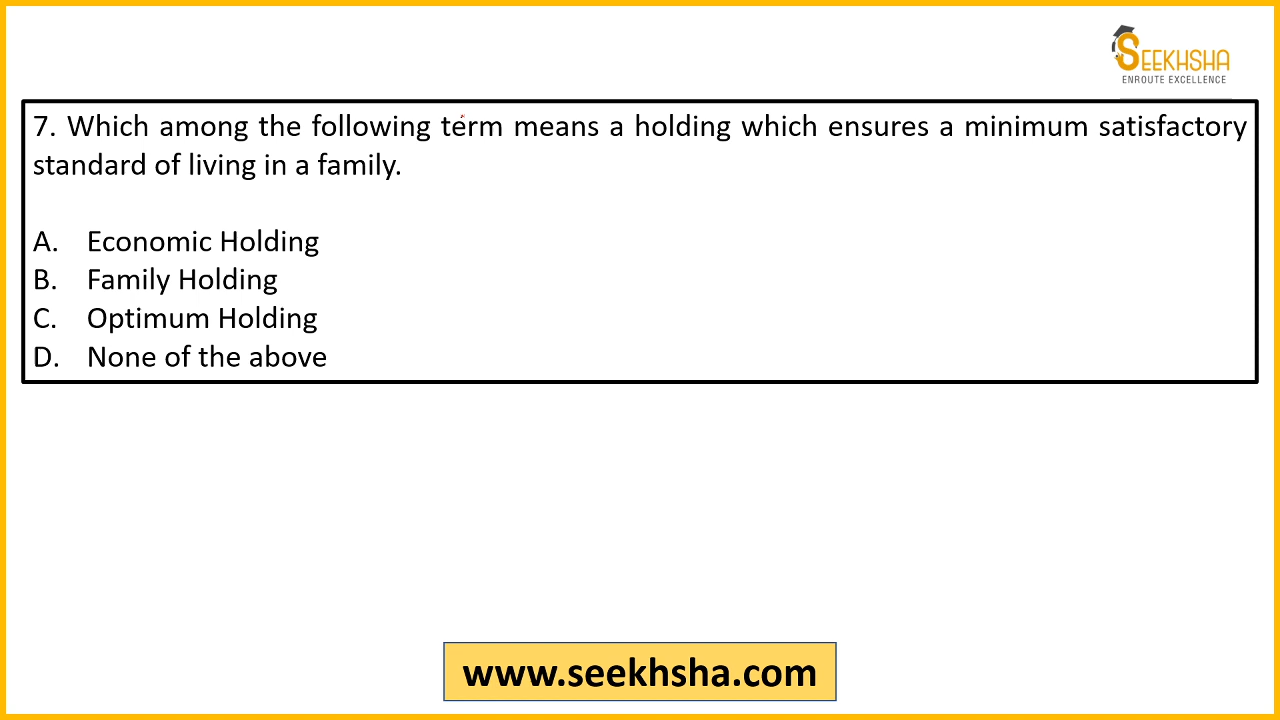 SEEKHSHA
ENROUTE EXCELLENCE
7. Which among the following term means a holding which ensures a minimum satisfactory
standard of living in a family.
A. Economic Holding
B. Family Holding
C. Optimum Holding
D. None of the above
www.seekhsha.com